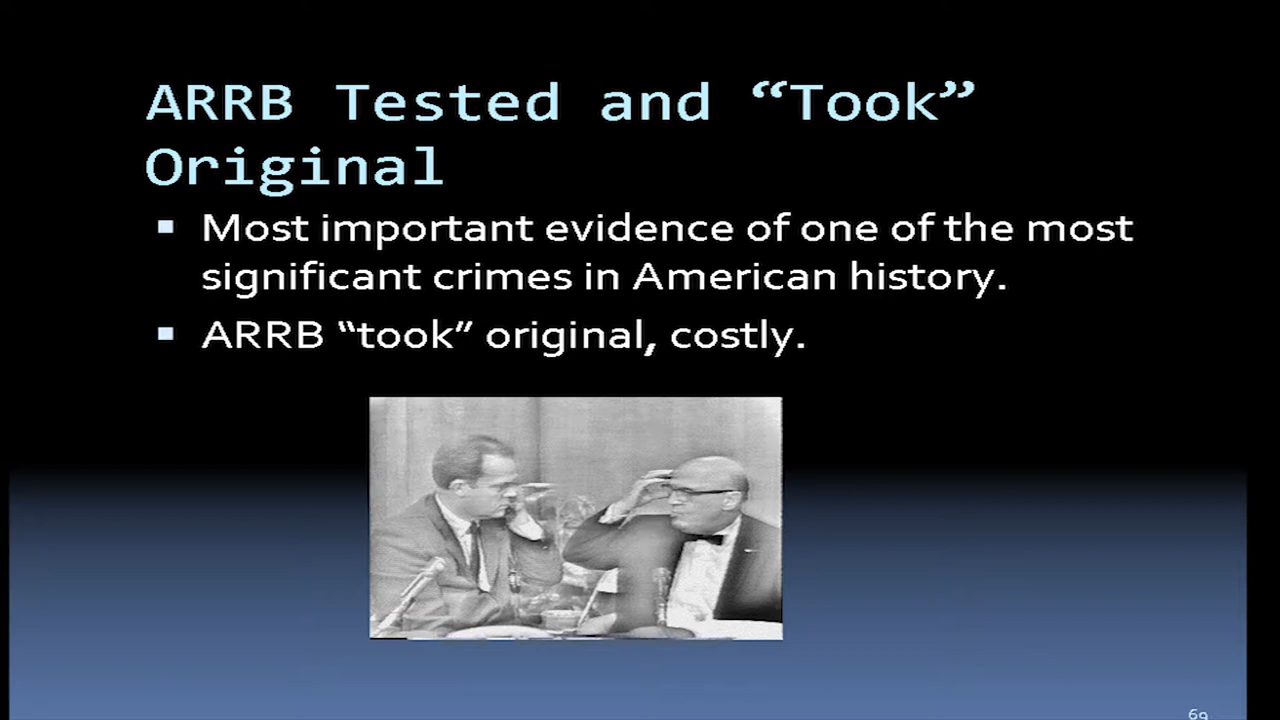 ARRB Tested and “Took”
Original
▪ Most important evidence of one of the most
significant crimes in American history.
▪ ARRB “took” original, costly.
69